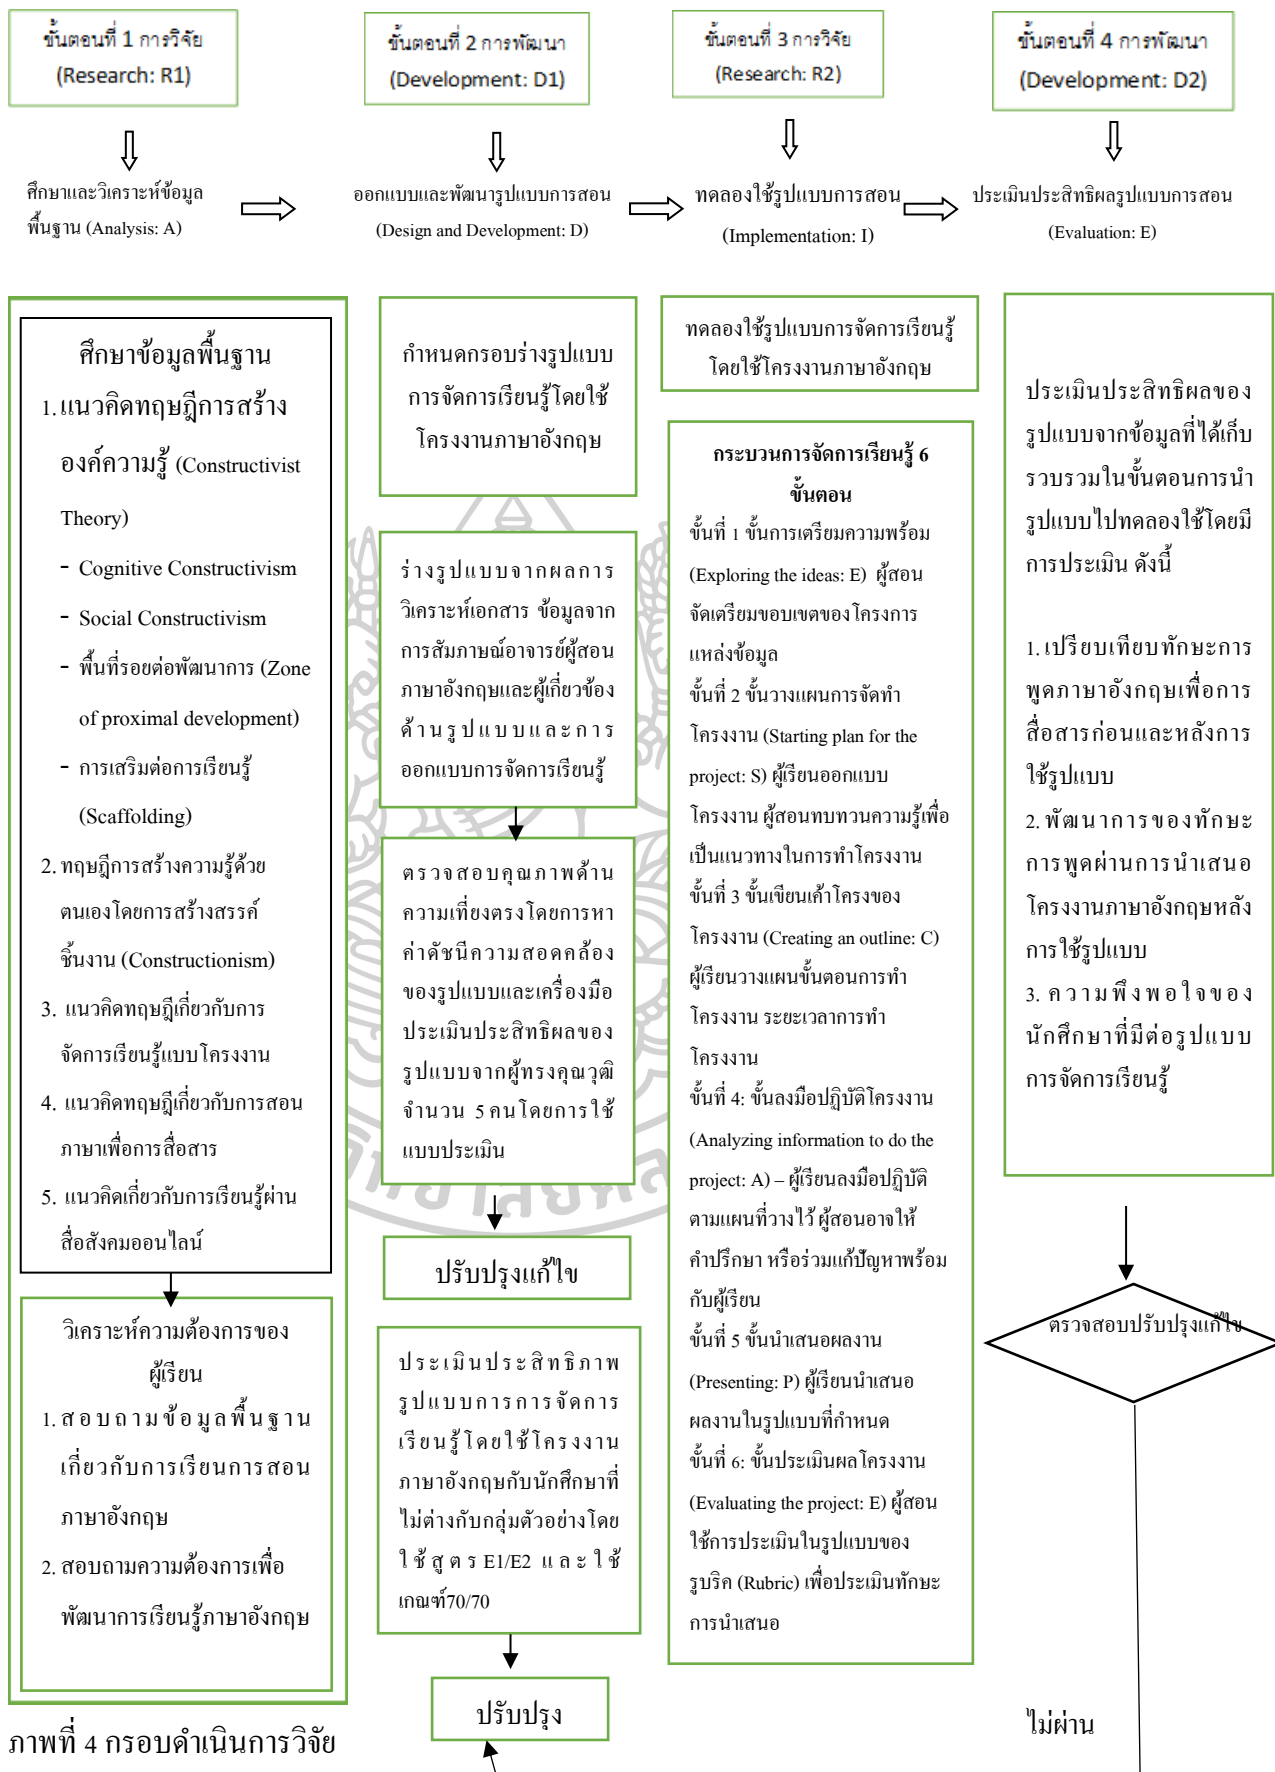 ขั้นตอนที่ 1 การวิจัย
(Research: R1)
ขั้นตอนที่ 2 การพัฒนา
(Development: D1)
ขั้นตอนที่ 3 การวิจัย
(Research: R2)
ขั้นตอนที่ 4 การพัฒนา
(Development: D2)
ศึกษาและวิเคราะห์ข้อมูล
พื้นฐาน (Analysis: A)
ออกแบบและพัฒนารูปแบบการสอน
(Design and Development: D)
ทดลองใช้รูปแบบการสอน
(Implementation: I)
ประเมินประสิทธิผลรูปแบบการสอน
(Evaluation: E)
ศึกษาข้อมูลพื้นฐาน
1. แนวคิดทฤษฎีการสร้าง
องค์ความรู้ (Constructivist
Theory)
- Cognitive Constructivism
- Social Constructivism
- พื้นที่รอยต่อพัฒนาการ (Zone
of proximal development)
- การเสริมต่อการเรียนรู้
(Scaffolding)
2. ทฤษฎีการสร้างความรู้ด้วย
ตนเองโดยการสร้างสรรค์
ชิ้นงาน (Constructionism)
3. แนวคิดทฤษฎีเกี่ยวกับการ
จัดการเรียนรู้แบบโครงงาน
4. แนวคิดทฤษฎีเกี่ยวกับการสอน
ภาษาเพื่อการสื่อสาร
5. แนวคิดเกี่ยวกับการเรียนรู้ผ่าน
สื่อสังคมออนไลน์
วิเคราะห์ความต้องการของ
ผู้เรียน
1. สอบถามข้อมูลพื้นฐาน
เกี่ยวกับการเรียนการสอน
ภาษาอังกฤษ
2. สอบถามความต้องการเพื่อ
พัฒนาการเรียนรู้ภาษาอังกฤษ
กำหนดกรอบร่างรูปแบบ
การจัดการเรียนรู้โดยใช้
โครงงานภาษาอังกฤษ
ร่างรูปแบบจากผลการ
วิเคราะห์เอกสาร ข้อมูลจาก
การสัมภาษณ์อาจารย์ผู้สอน
ภาษาอังกฤษและผู้เกี่ยวข้อง
ด้านรูปแบบและการ
ออกแบบการจัดการเรียนรู้
ตรวจสอบคุณภาพด้าน
ความเที่ยงตรงโดยการหา
ค่าดัชนีความสอดคล้อง
ของรูปแบบและเครื่องมือ
ประเมินประสิทธิผลของ
รูปแบบจากผู้ทรงคุณวุฒิ
จำนวน 5 คนโดยการใช้
แบบประเมิน
ปรับปรุงแก้ไข
ประเมินประสิทธิภาพ
รูปแบบการการจัดการ
เรียนรู้โดยใช้โครงงาน
ภาษาอังกฤษกับนักศึกษาที่
ไม่ต่างกับกลุ่มตัวอย่างโดย
ใช้สูตร E1/E2 และใช้
เกณฑ์70/70
ปรับปรุง
ทดลองใช้รูปแบบการจัดการเรียนรู้
โดยใช้โครงงานภาษาอังกฤษ
กระบวนการจัดการเรียนรู้ 6
ขั้นตอน
ขั้นที่ 1 ขั้นการเตรียมความพร้อม
(Exploring the ideas: E) ผู้สอน
จัดเตรียมขอบเขตของโครงการ
แหล่งข้อมูล
ขั้นที่ 2 ขั้นวางแผนการจัดทำ
โครงงาน (Starting plan for the
project: S) ผู้เรียนออกแบบ
โครงงาน ผู้สอนทบทวนความรู้เพื่อ
เป็นแนวทางในการทำโครงงาน
ขั้นที่ 3 ขั้นเขียนเค้าโครงของ
โครงงาน (Creating an outline: C)
ผู้เรียนวางแผนขั้นตอนการทำ
โครงงาน ระยะเวลาการทำ
โครงงาน
ขั้นที่ 4: ขั้นลงมือปฏิบัติโครงงาน
(Analyzing information to do the
project: A) – ผู้เรียนลงมือปฏิบัติ
ตามแผนที่วางไว้ ผู้สอนอาจให้
คำปรึกษา หรือร่วมแก้ปัญหาพร้อม
กับผู้เรียน
ขั้นที่ 5 ขั้นนำเสนอผลงาน
(Presenting: P) ผู้เรียนนำเสนอ
ผลงานในรูปแบบที่กำหนด
ขั้นที่ 6: ขั้นประเมินผลโครงงาน
(Evaluating the project: E) ผู้สอน
ใช้การประเมินในรูปแบบของ
รูบริค (Rubric) เพื่อประเมินทักษะ
การนำเสนอ
ประเมินประสิทธิผลของ
รูปแบบจากข้อมูลที่ได้เก็บ
รวบรวมในขั้นตอนการนำ
รูปแบบไปทดลองใช้โดยมี
การประเมิน ดังนี้
1. เปรียบเทียบทักษะการ
พูดภาษาอังกฤษเพื่อการ
สื่อสารก่อนและหลังการ
ใช้รูปแบบ
2. พัฒนาการของทักษะ
การพูดผ่านการนำเสนอ
โครงงานภาษาอังกฤษหลัง
การใช้รูปแบบ
3. ความพึงพอใจของ
นักศึกษาที่มีต่อรูปแบบ
การจัดการเรียนรู้
ตรวจสอบปรับปรุงแก้ไข
ไม่ผ่าน
ภาพที่ 4 กรอบดำเนินการวิจัย